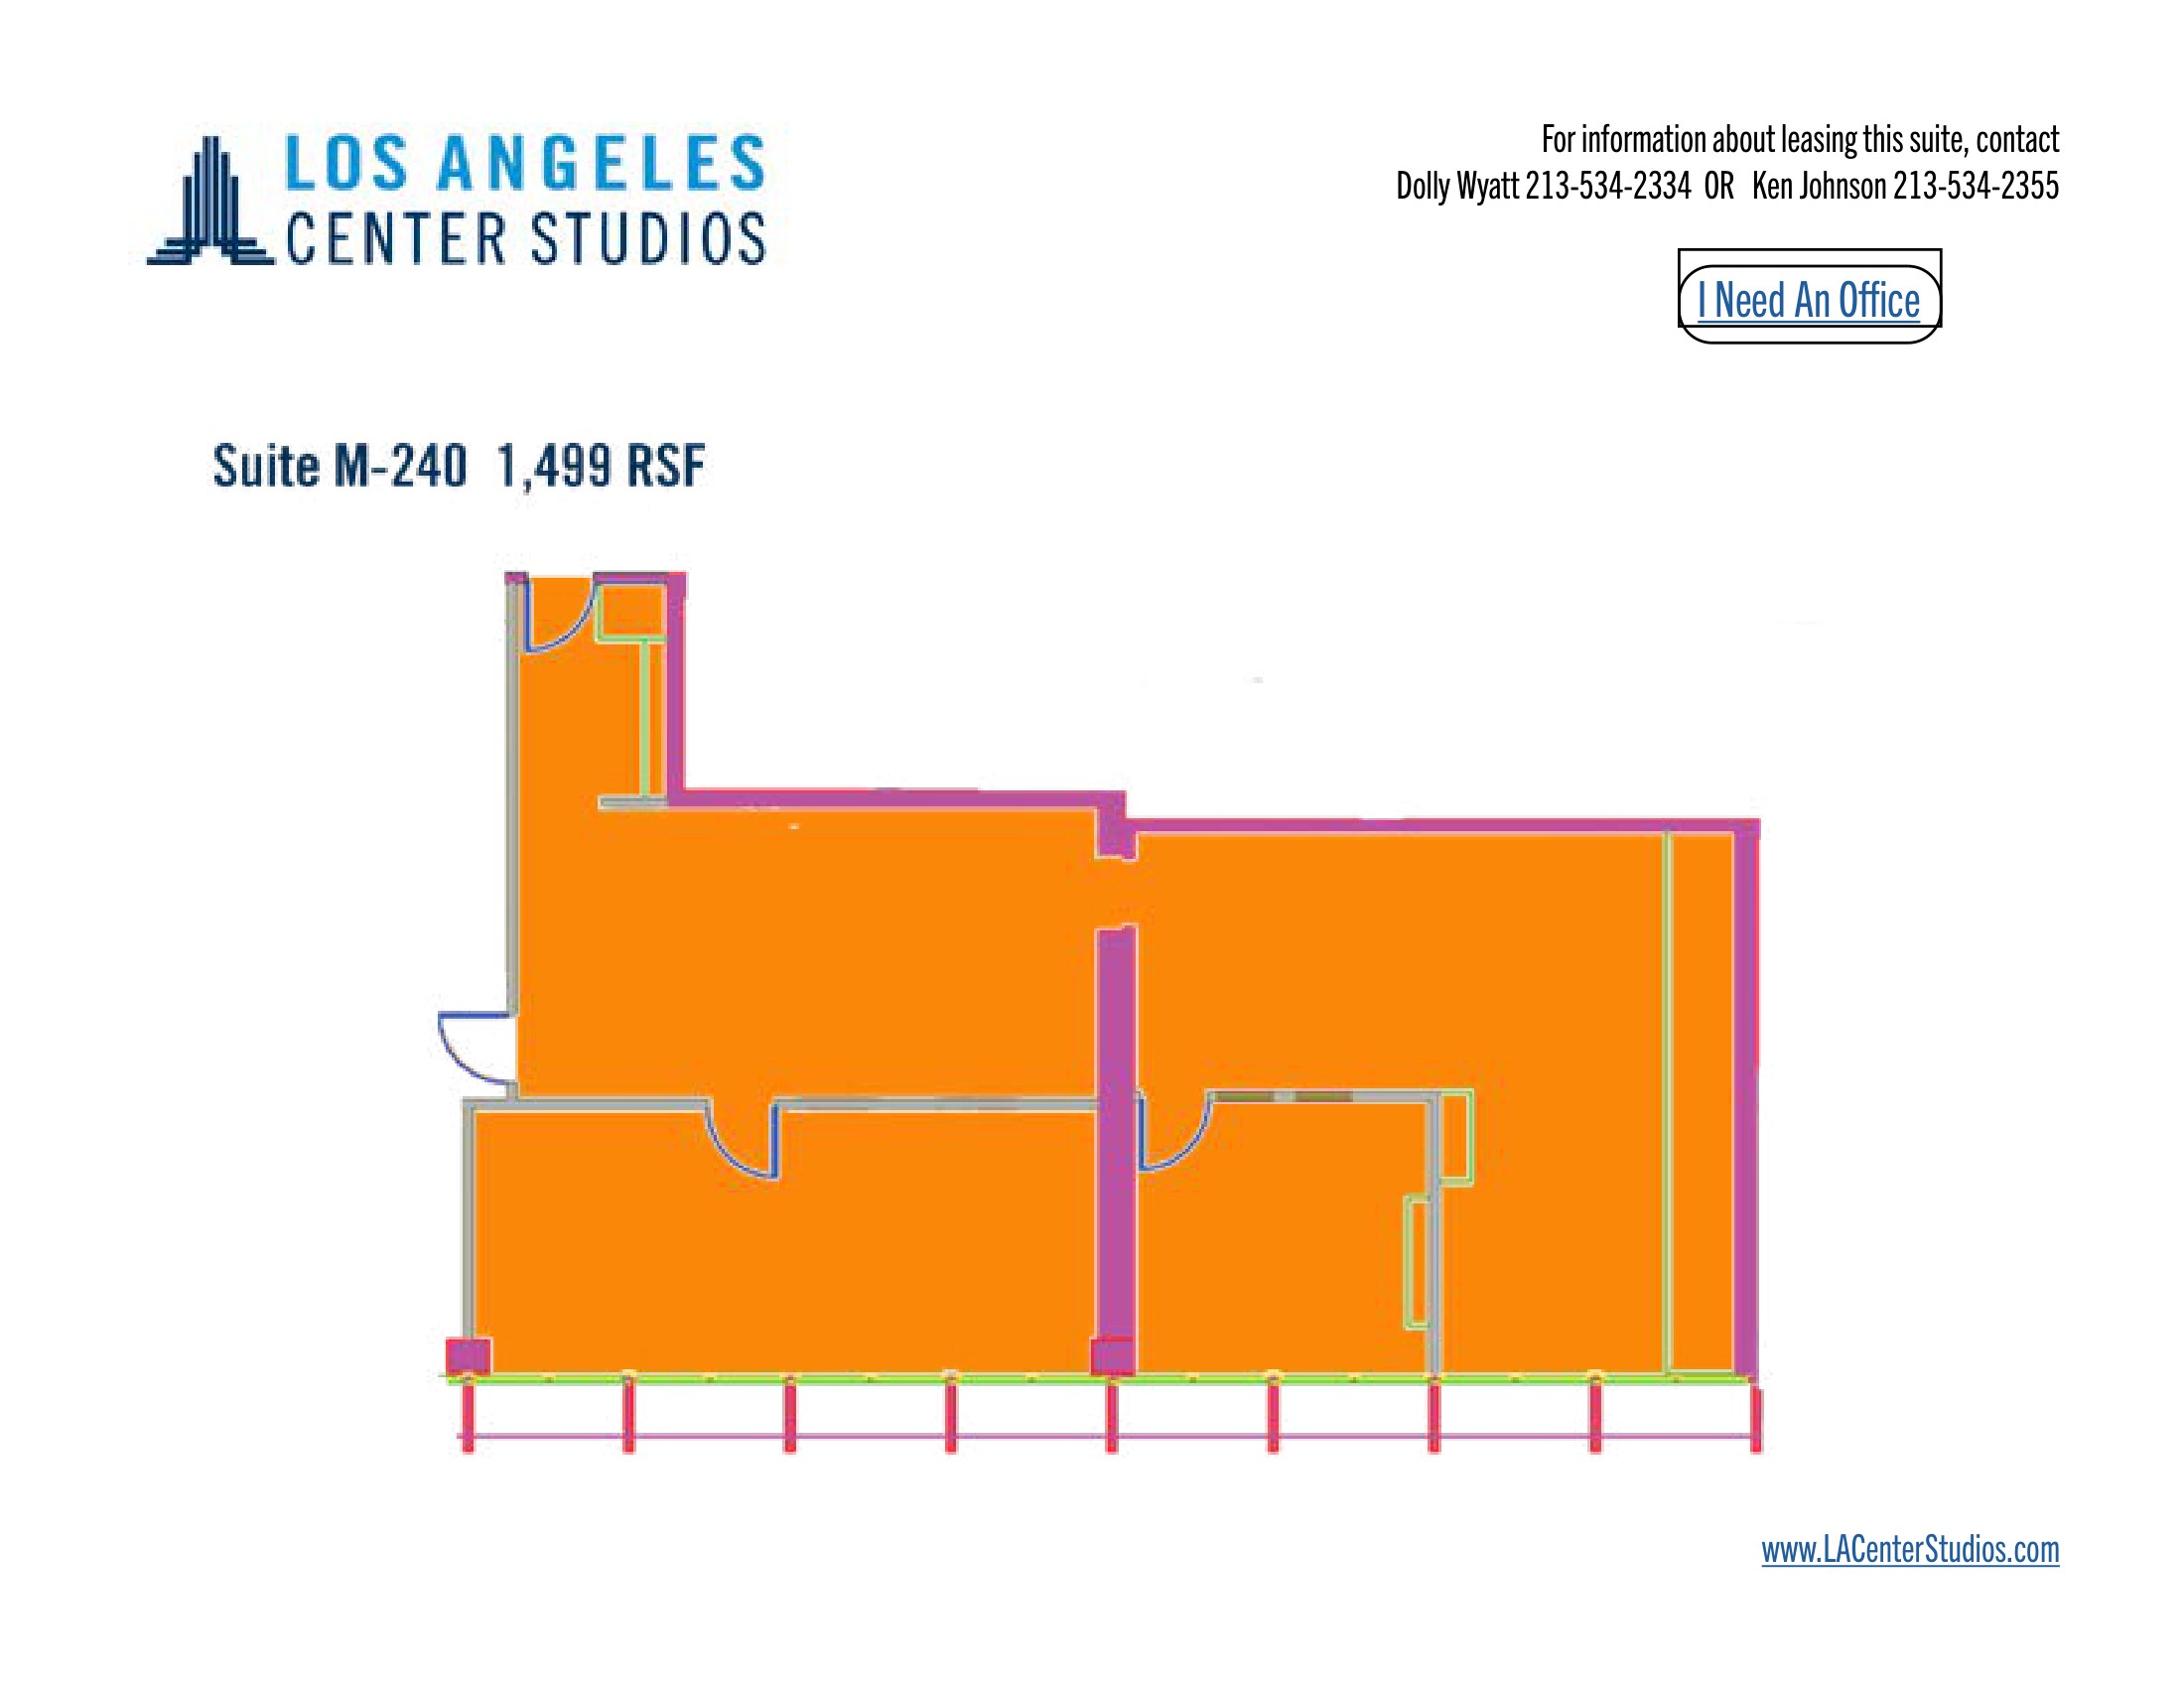 LOS ANGELES
CENTER STUDIOS
For information about leasing this suite, contact
Dolly Wyatt 213-534-2334 OR Ken Johnson 213-534-2355
I Need An Office
Suite M-240 1,499 RSF
www.LACenterStudios.com